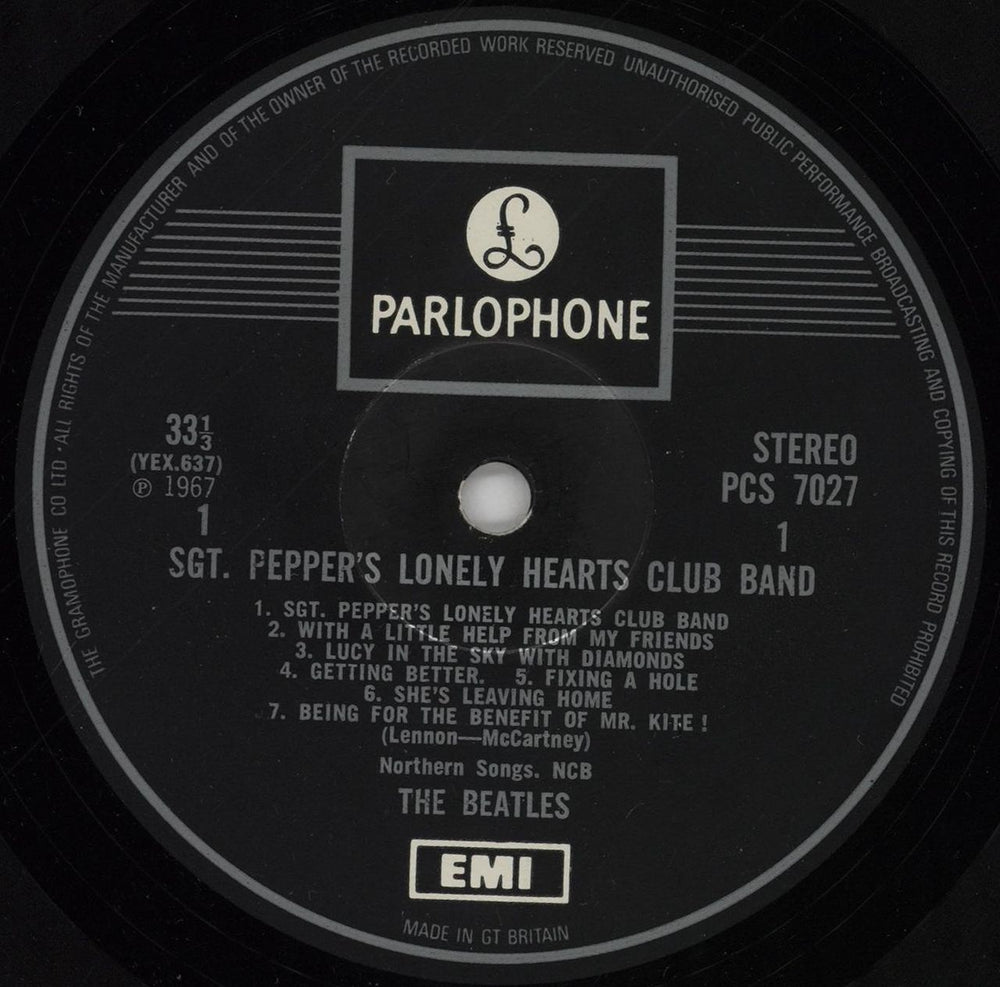 THE GRAMOPHONE CO LTD · ALL RIGHTS OF THE MANUFACTURER AND OF THE OWNER OF THE RECORDED WORK RESERVED UNAUTHORISED PUBLIC PERFORMANCE BROADCASTING AND COPYING OF THIS RECORD PROHIBITED
£
PARLOPHONE
33⅓
(YEX.637)
℗ 1967
1
STEREO
PCS 7027
1
SGT. PEPPER'S LONELY HEARTS CLUB BAND
1. SGT. PEPPER'S LONELY HEARTS CLUB BAND
2. WITH A LITTLE HELP FROM MY FRIENDS
3. LUCY IN THE SKY WITH DIAMONDS
4. GETTING BETTER. 5. FIXING A HOLE
6. SHE'S LEAVING HOME
7. BEING FOR THE BENEFIT OF MR. KITE !
(Lennon—McCartney)
Northern Songs. NCB
THE BEATLES
EMI
MADE IN GT BRITAIN